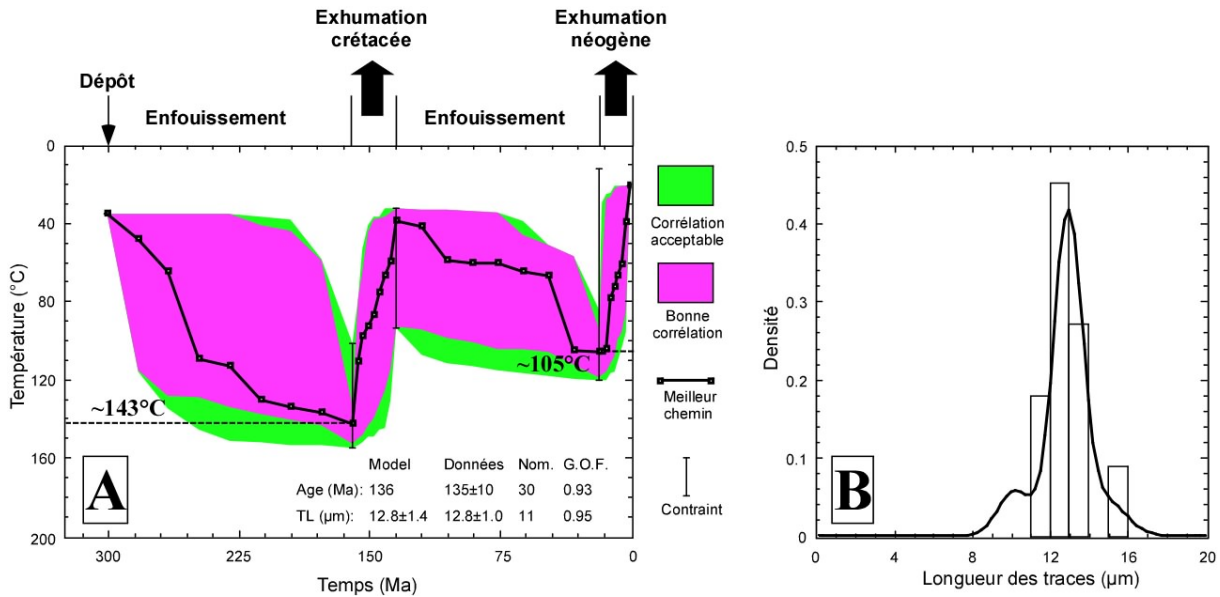 Exhumation
crétacée
Exhumation
néogène
Dépôt
Enfouissement
Enfouissement
0
40
80
120
160
200
Température (°C)
~143°C
~105°C
A
Model Données Nom. G.O.F.
Age (Ma): 136 135±10 30 0.93
TL (µm): 12.8±1.4 12.8±1.0 11 0.95
300 225 150 75 0
Temps (Ma)
Corrélation
acceptable
Bonne
corrélation
Meilleur
chemin
Contraint
0.5
0.4
0.3
0.2
0.1
0
Densité
B
0 4 8 12 16 20
Longueur des traces (µm)